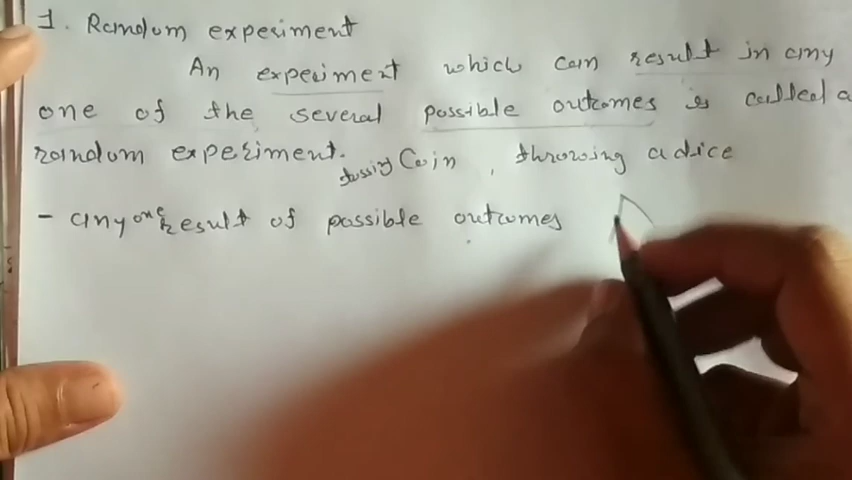 1. Random experiment
An experiment which can result in any
one of the several possible outcomes is called a
random experiment.
Coin, throwing a dice
- any one result of possible outcomes